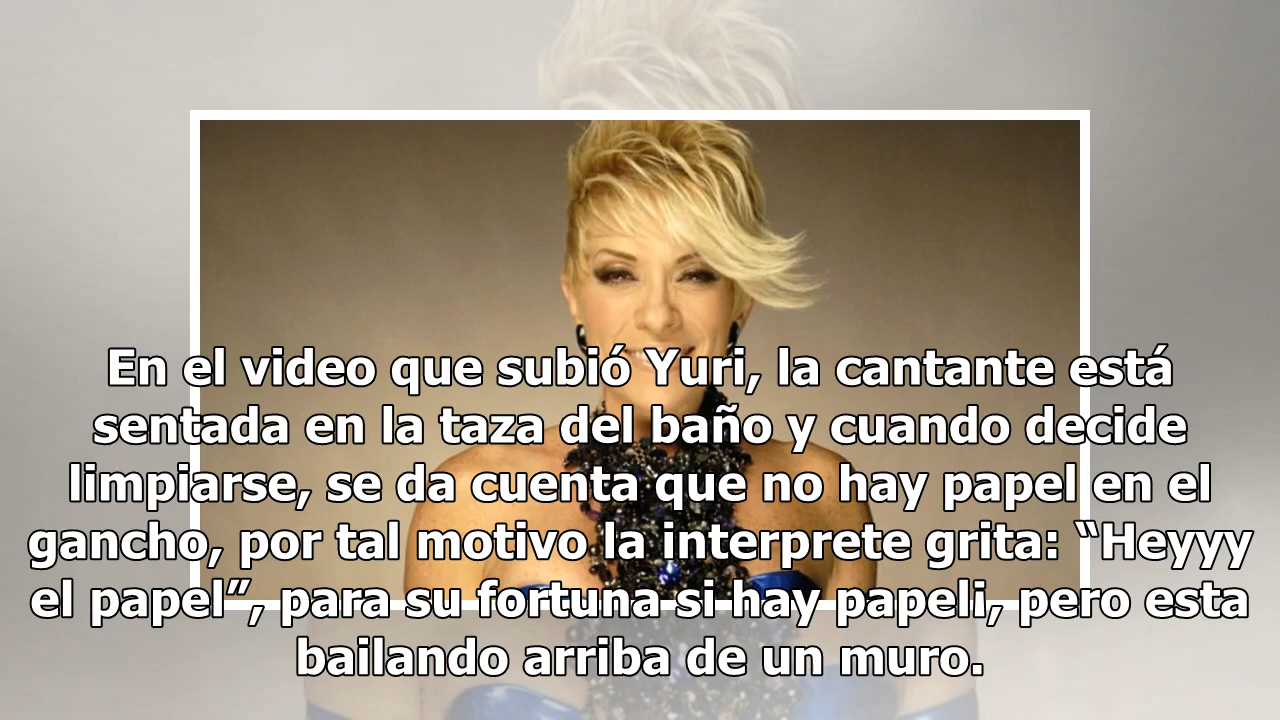 En el video que subió Yuri, la cantante está
sentada en la taza del baño y cuando decide
limpiarse, se da cuenta que no hay papel en el
gancho, por tal motivo la interprete grita: “Heyyy
el papel”, para su fortuna si hay papeli, pero esta
bailando arriba de un muro.